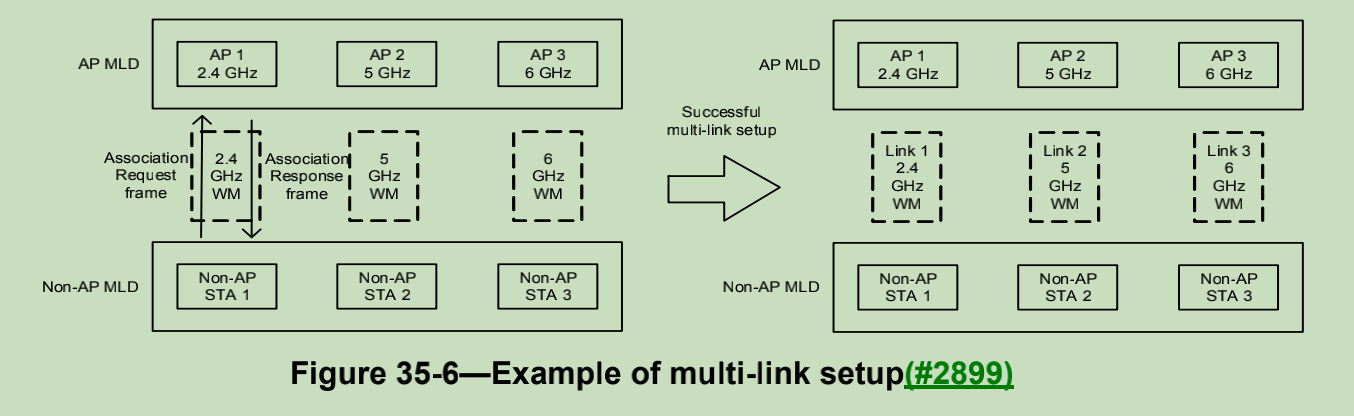 AP MLD
AP 1
2.4 GHz
AP 2
5 GHz
AP 3
6 GHz
Association
Request
frame
2.4
GHz
WM
Association
Response
frame
5
GHz
WM
6
GHz
WM
Non-AP MLD
Non-AP
STA 1
Non-AP
STA 2
Non-AP
STA 3
Successful
multi-link setup
AP MLD
AP 1
2.4 GHz
AP 2
5 GHz
AP 3
6 GHz
Link 1
2.4
GHz
WM
Link 2
5
GHz
WM
Link 3
6
GHz
WM
Non-AP MLD
Non-AP
STA 1
Non-AP
STA 2
Non-AP
STA 3
Figure 35-6—Example of multi-link setup(#2899)